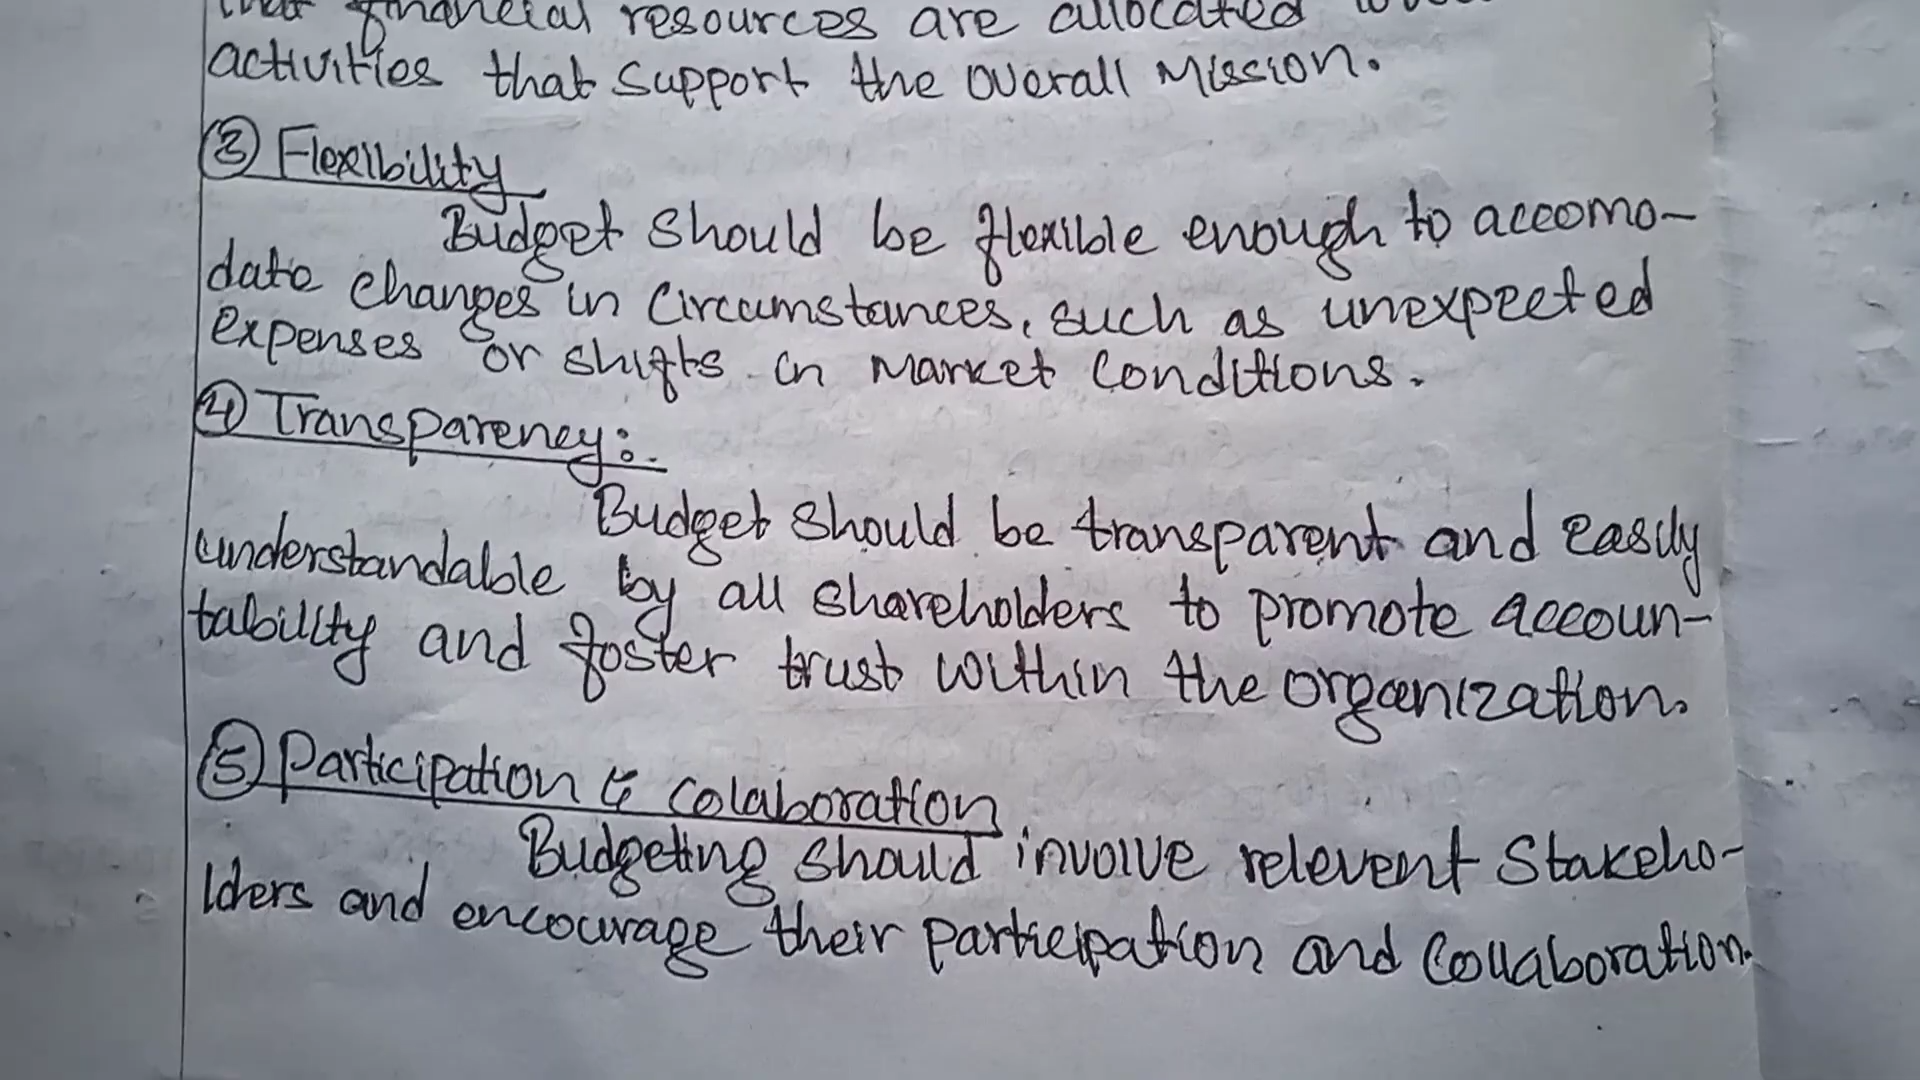 that financial resources are allocated
activities that support the overall Mission.
③ Flexibility
Budget should be flexible enough to accomo-
date changes in circumstances, such as unexpected
expenses or shifts in market conditions.
④ Transparency:-
Budget should be transparent and easily
understandable by all shareholders to promote accoun-
tability and foster trust within the organization.
⑤ Participation & colaboration
Budgeting should involve relevent stakeho-
lders and encourage their participation and collaboration.